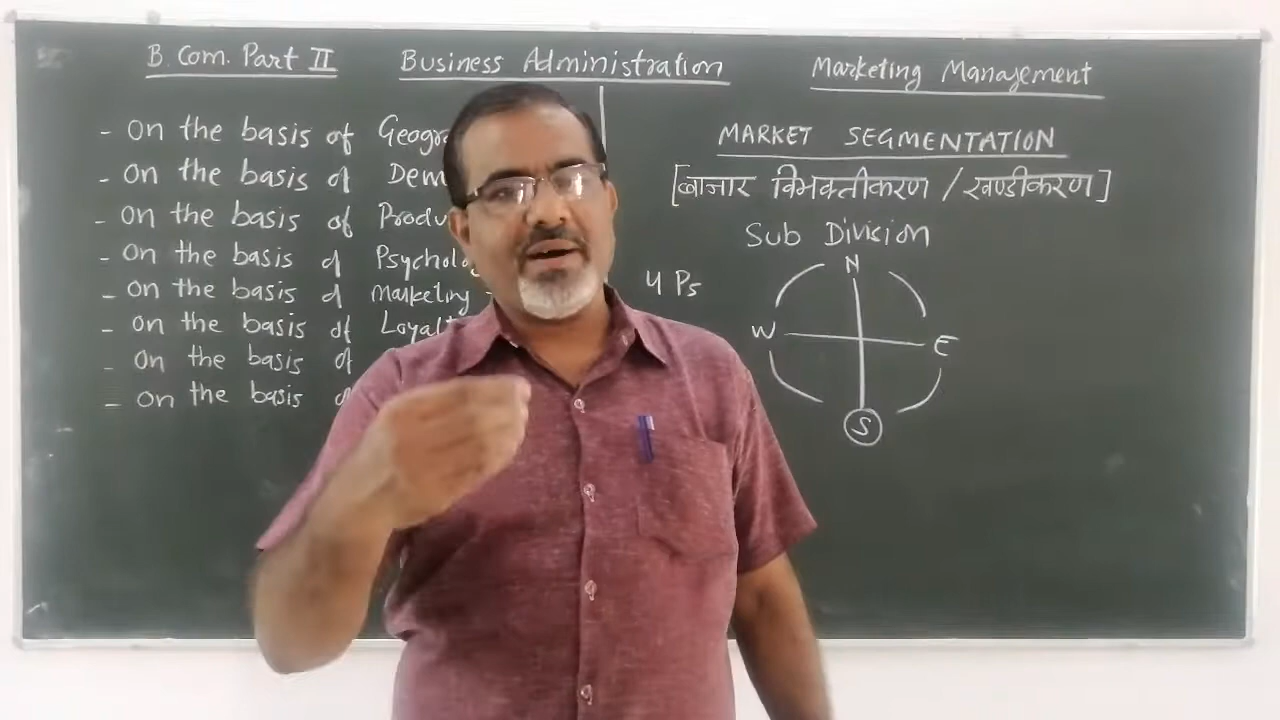 B. Com. Part II
Business Administration
Marketing Management
- On the basis of
- On the basis of
- On the basis of
- On the basis of
- On the basis of Marketing -
- On the basis of
- On the basis of
- On the basis
4 Ps
MARKET SEGMENTATION
[बाजार विभक्तीकरण / खण्डीकरण]
Sub Division
N
W
E
S